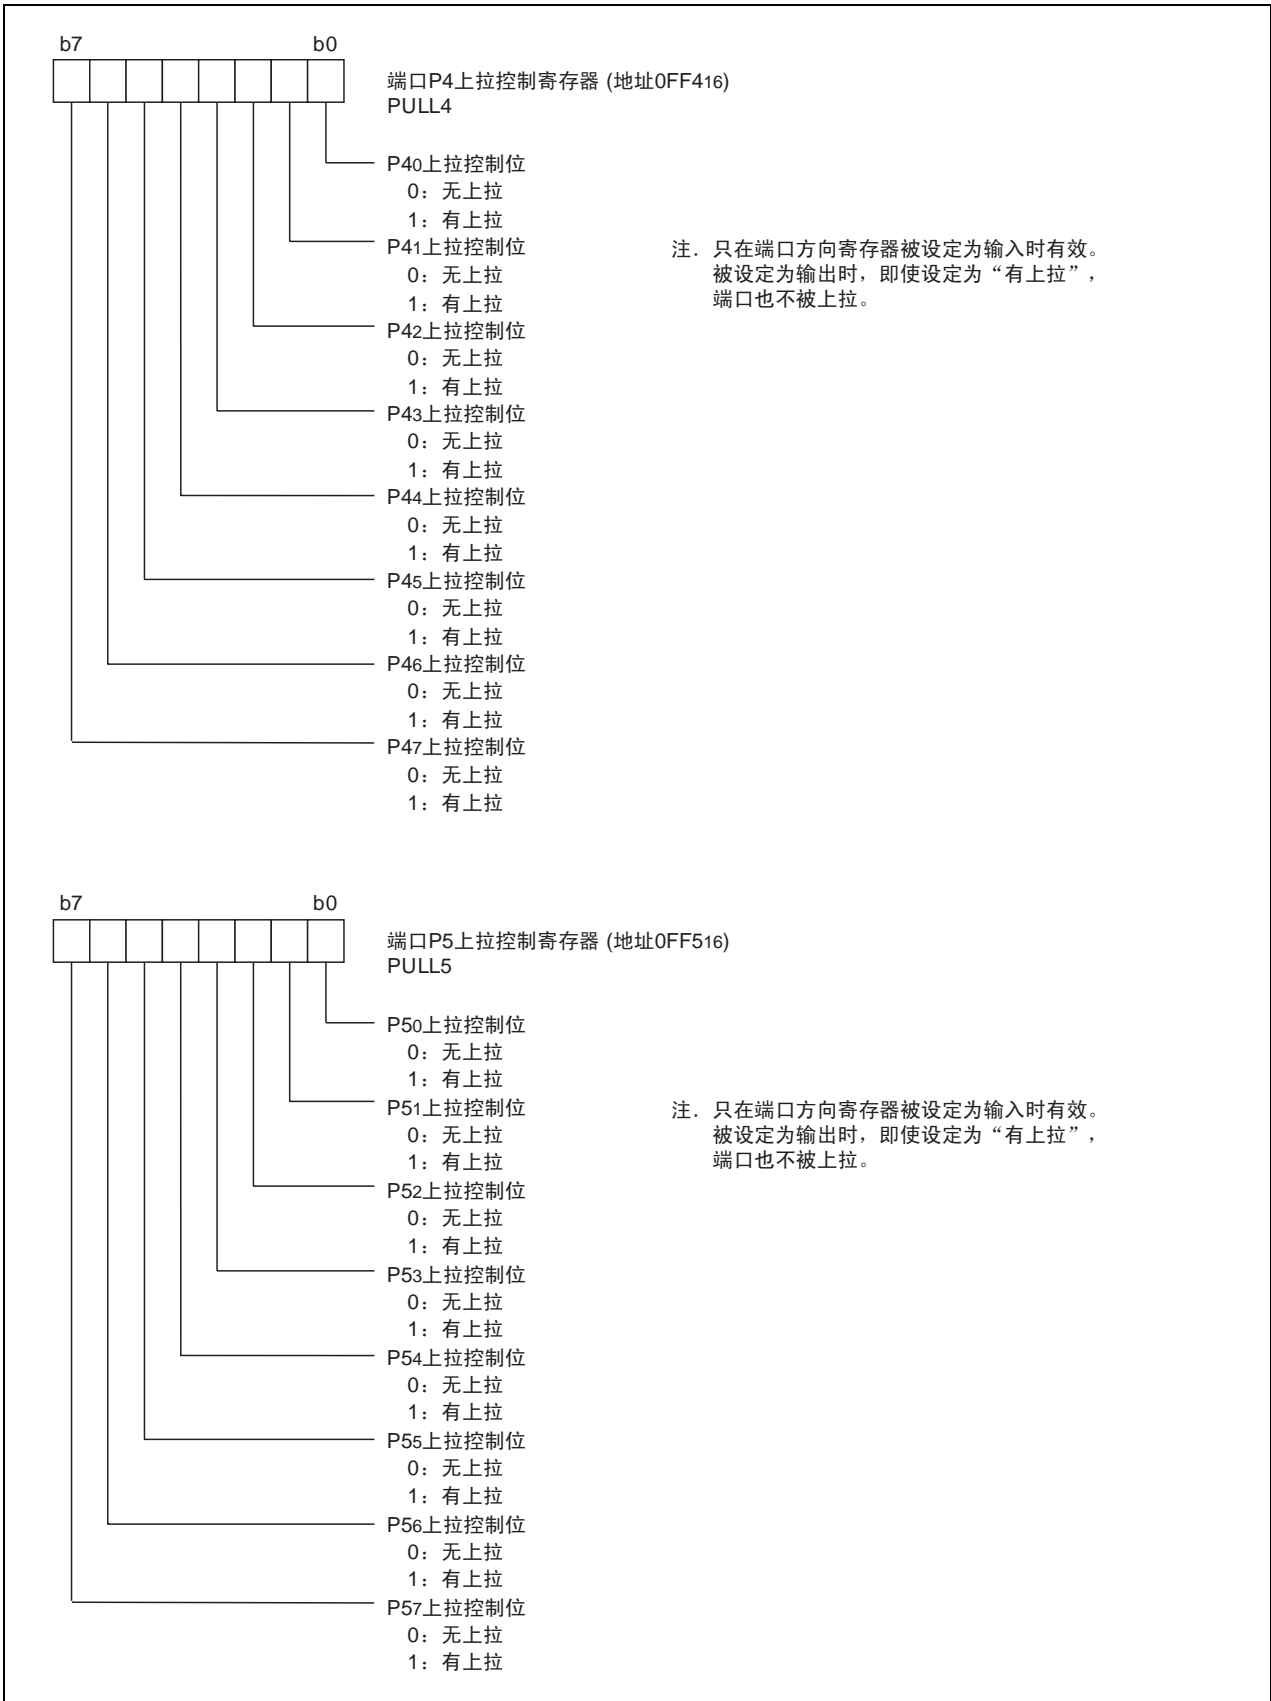 b7 b0
端口P4上拉控制寄存器 (地址0FF416)
PULL4
P40上拉控制位
0：无上拉
1：有上拉
P41上拉控制位
0：无上拉
1：有上拉
P42上拉控制位
0：无上拉
1：有上拉
P43上拉控制位
0：无上拉
1：有上拉
P44上拉控制位
0：无上拉
1：有上拉
P45上拉控制位
0：无上拉
1：有上拉
P46上拉控制位
0：无上拉
1：有上拉
P47上拉控制位
0：无上拉
1：有上拉
注．只在端口方向寄存器被设定为输入时有效。
被设定为输出时，即使设定为“有上拉”，
端口也不被上拉。
b7 b0
端口P5上拉控制寄存器 (地址0FF516)
PULL5
P50上拉控制位
0：无上拉
1：有上拉
P51上拉控制位
0：无上拉
1：有上拉
P52上拉控制位
0：无上拉
1：有上拉
P53上拉控制位
0：无上拉
1：有上拉
P54上拉控制位
0：无上拉
1：有上拉
P55上拉控制位
0：无上拉
1：有上拉
P56上拉控制位
0：无上拉
1：有上拉
P57上拉控制位
0：无上拉
1：有上拉
注．只在端口方向寄存器被设定为输入时有效。
被设定为输出时，即使设定为“有上拉”，
端口也不被上拉。